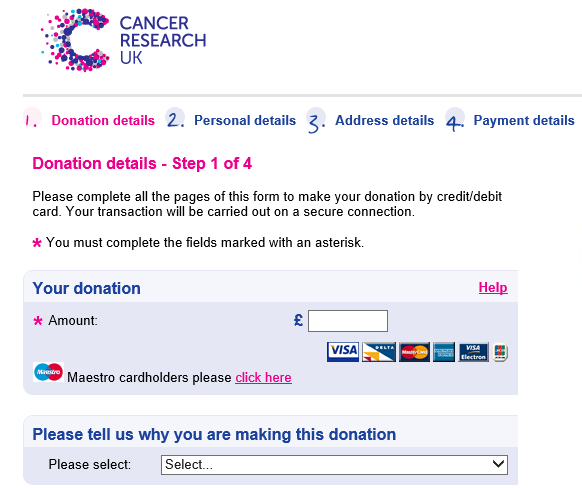 CANCER
RESEARCH
UK
1. Donation details 2. Personal details 3. Address details 4. Payment details
Donation details - Step 1 of 4
Please complete all the pages of this form to make your donation by credit/debit
card. Your transaction will be carried out on a secure connection.
* You must complete the fields marked with an asterisk.
Your donation Help
* Amount: £
VISA DELTA MasterCard VISA Electron JCB
Maestro Maestro cardholders please click here
Please tell us why you are making this donation
Please select: Select...